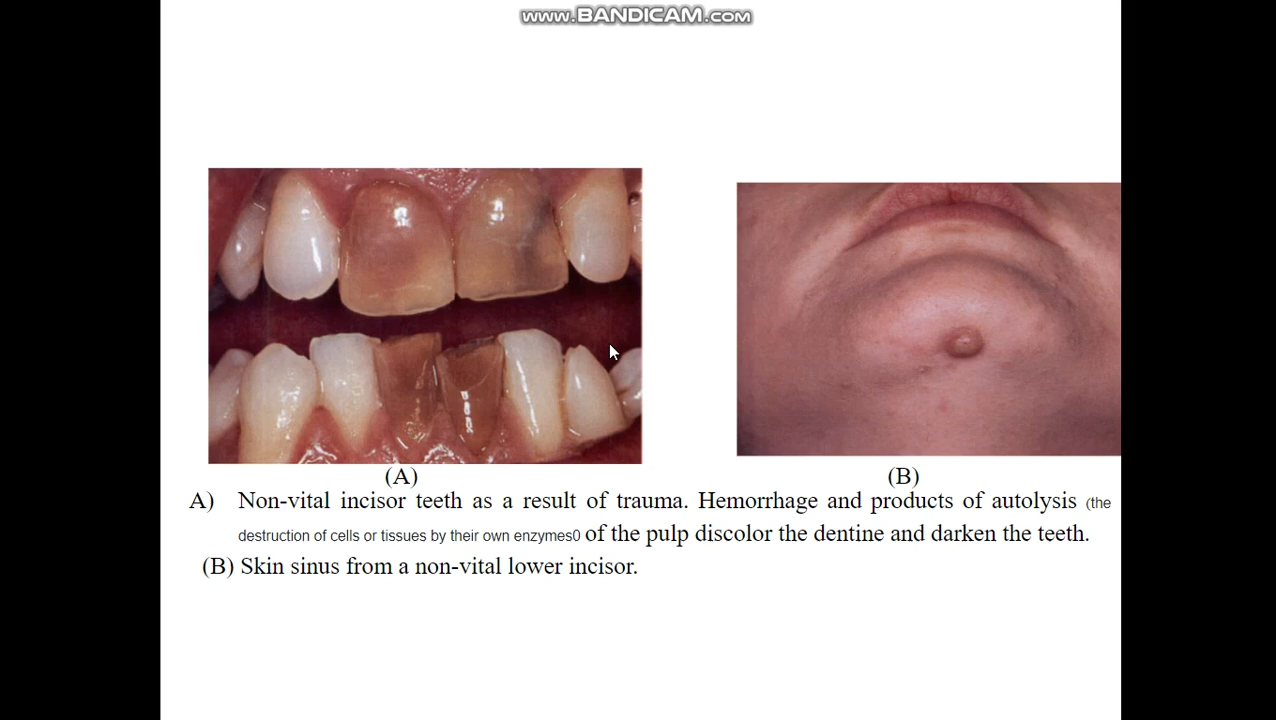 www.BANDICAM.com
(A)
(B)
A) Non-vital incisor teeth as a result of trauma. Hemorrhage and products of autolysis (the
destruction of cells or tissues by their own enzymes0 of the pulp discolor the dentine and darken the teeth.
(B) Skin sinus from a non-vital lower incisor.